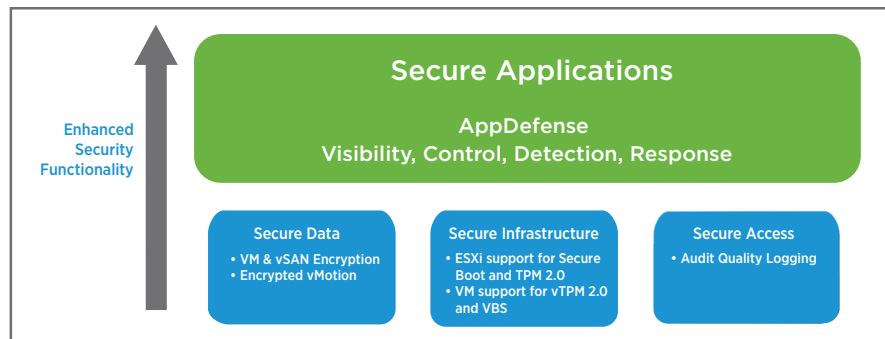 Secure Applications
AppDefense
Visibility, Control, Detection, Response
Enhanced
Security
Functionality
Secure Data
• VM & vSAN Encryption
• Encrypted vMotion
Secure Infrastructure
• ESXi support for Secure
Boot and TPM 2.0
• VM support for vTPM 2.0
and VBS
Secure Access
• Audit Quality Logging